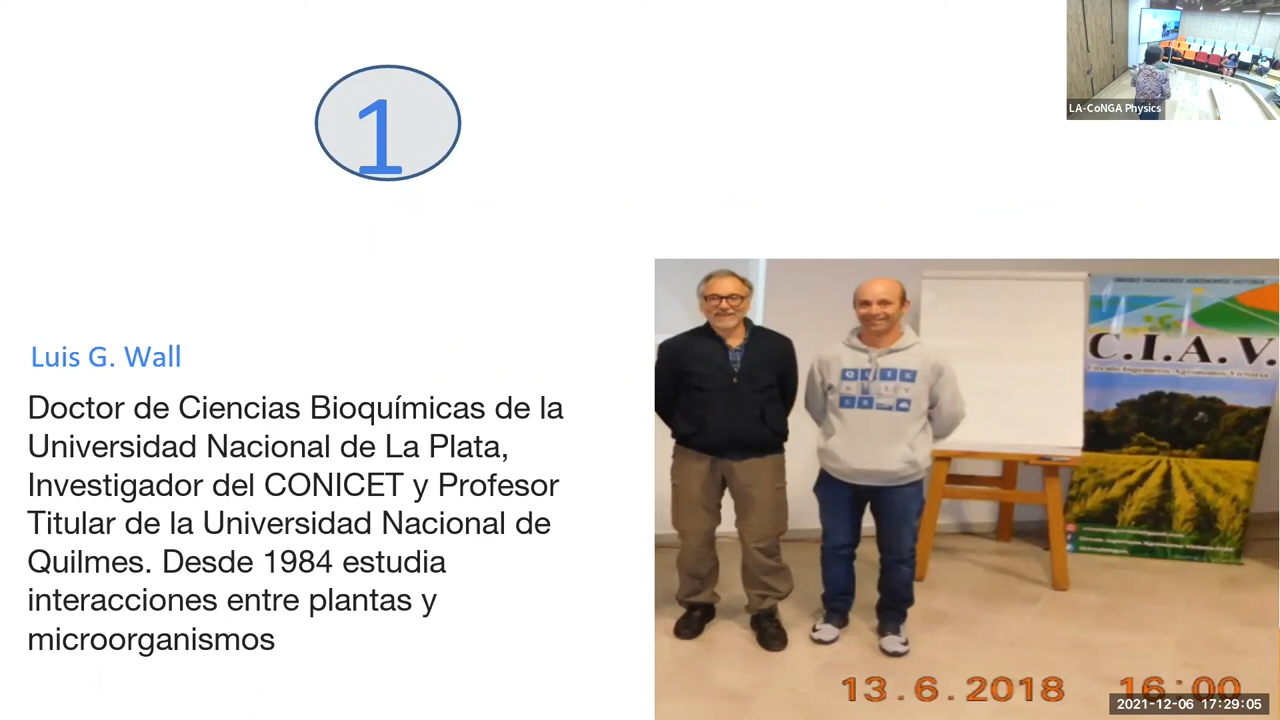 1
LA-CoNGA Physics
Luis G. Wall
Doctor de Ciencias Bioquímicas de la
Universidad Nacional de La Plata,
Investigador del CONICET y Profesor
Titular de la Universidad Nacional de
Quilmes. Desde 1984 estudia
interacciones entre plantas y
microorganismos
C.I.A.V.
13.6.2018 16:00
2021-12-06 17:29:05